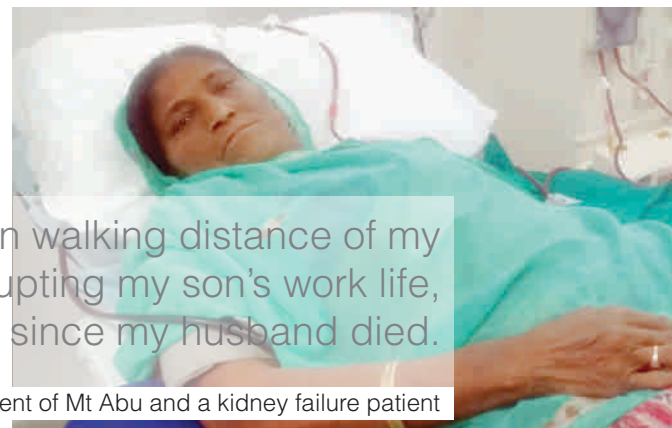 n walking distance of my
upting my son's work life,
since my husband died.
ent of Mt Abu and a kidney failure patient